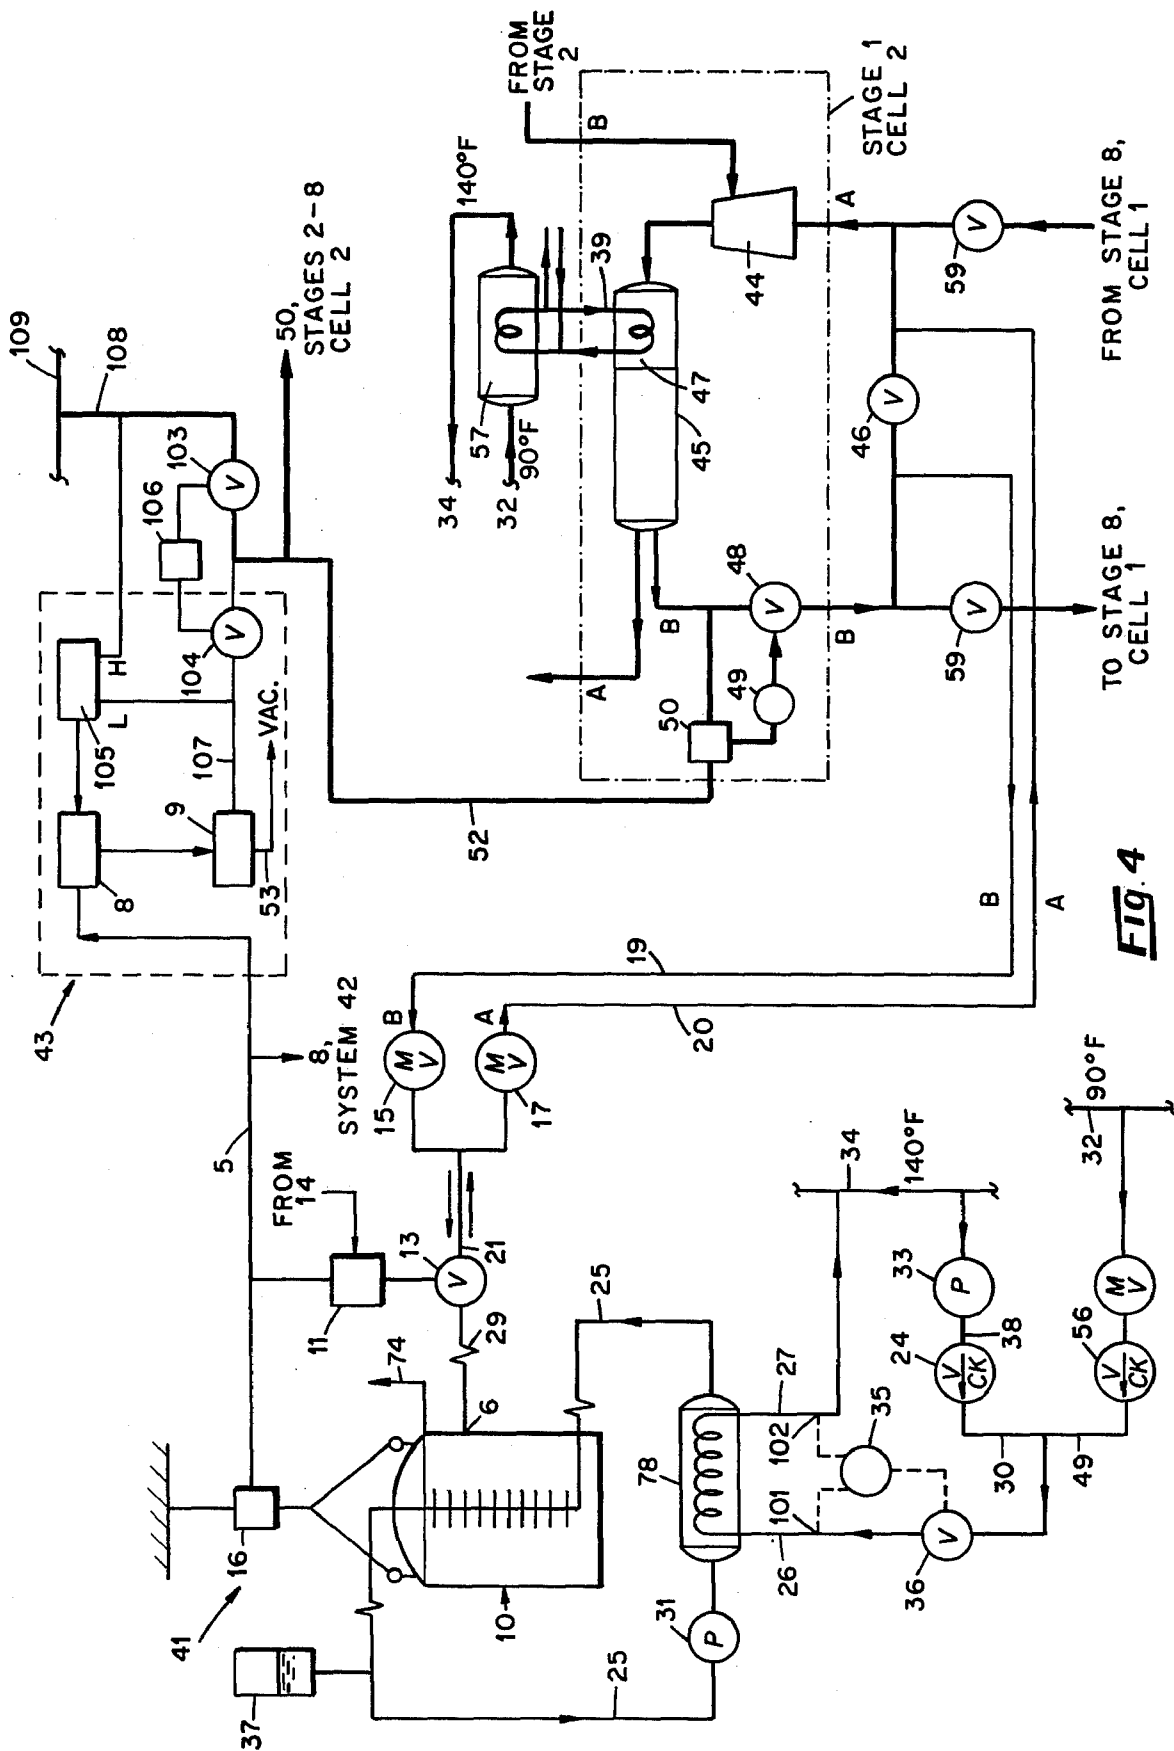 109
108
FROM
STAGE
2
103
106
50,
STAGES 2-8
CELL 2
104
105
H
L
VAC.
107
9
8
53
43
5
8,
SYSTEM 42
FROM
14
11
16
41
37
140°F
34
57
32
90°F
B
39
47
45
44
STAGE 1
CELL 2
A
B
48
V
49
50
A
B
52
46
V
59
V
59
V
V
V
FROM STAGE 8,
CELL 1
TO STAGE 8,
CELL 1
B
A
19
20
B
A
M
V
15
M
V
17
13
V
21
29
74
6
10
25
25
78
31
P
27
26
102
101
35
36
V
34
140°F
33
P
38
24
V
CK
30
49
56
V
CK
M
V
32
90°F
Fig. 4